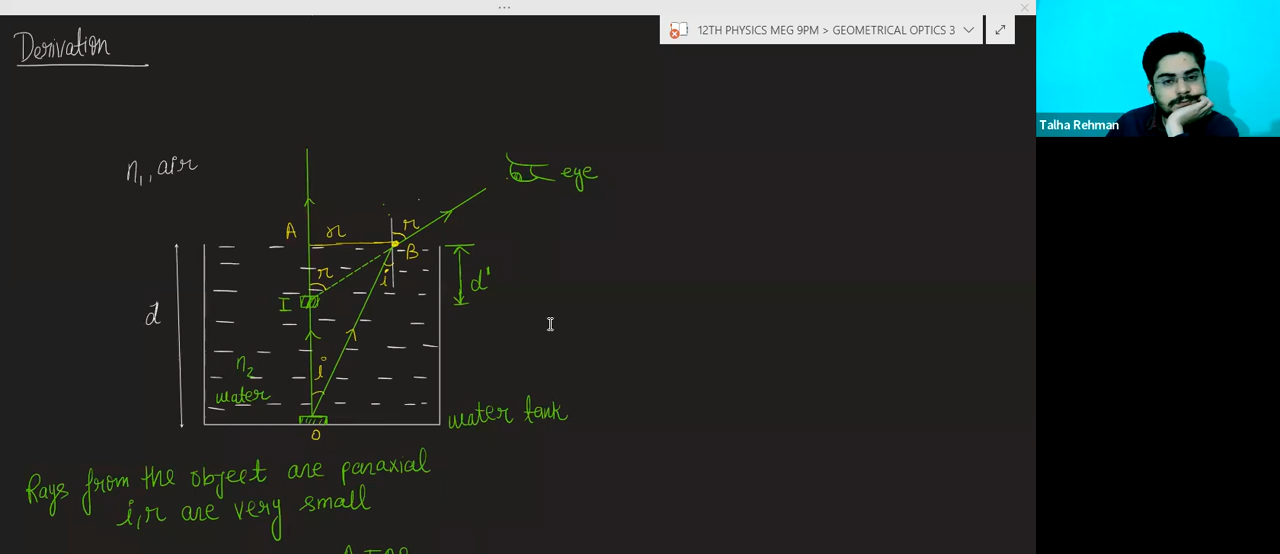 12TH PHYSICS MEG 9PM > GEOMETRICAL OPTICS 3
Talha Rehman
Derivation
n₁, air
eye
A
x
r
B
r
i
I
d'
d
i
n₂
water
water tank
O
Rays from the object are paraxial
i, r are very small